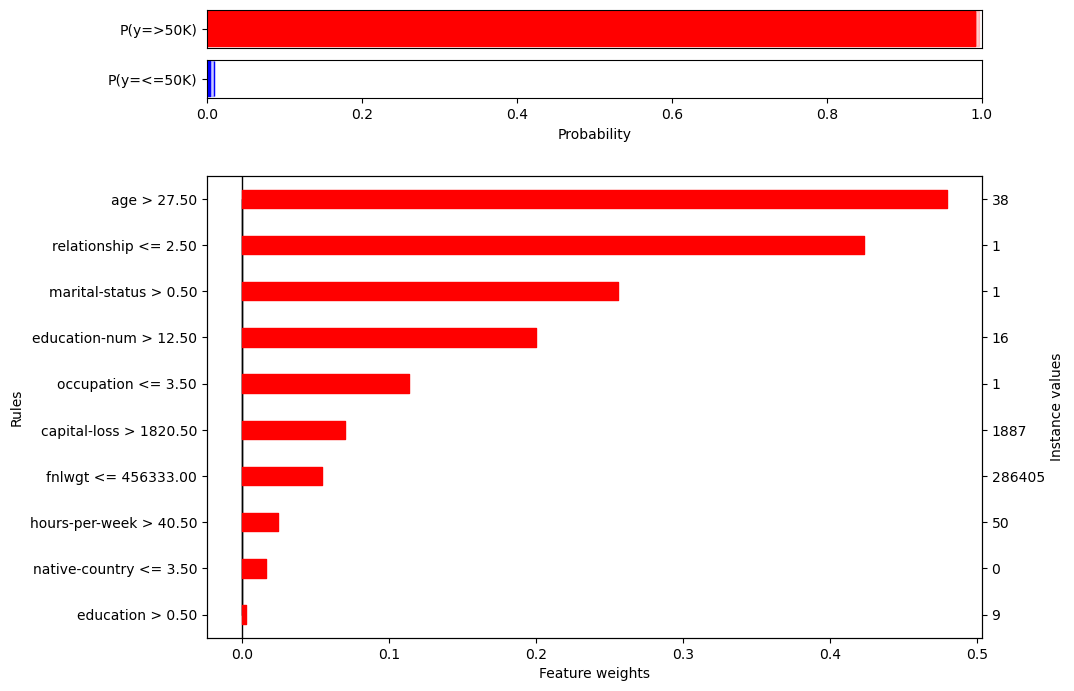 P(y=>50K)
P(y=<=50K)
0.0 0.2 0.4 0.6 0.8 1.0
Probability
age > 27.50 38
relationship <= 2.50 1
marital-status > 0.50 1
education-num > 12.50 16
occupation <= 3.50 1
capital-loss > 1820.50 1887
fnlwgt <= 456333.00 286405
hours-per-week > 40.50 50
native-country <= 3.50 0
education > 0.50 9
Rules
Instance values
0.0 0.1 0.2 0.3 0.4 0.5
Feature weights